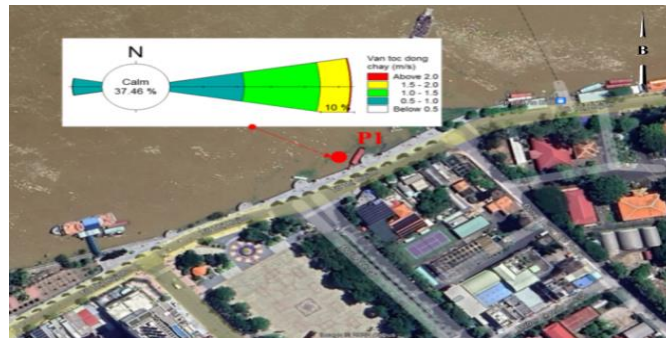 N
Calm
37.46 %
10 %
Van toc dong
chay (m/s)
Above 2.0
1.5 - 2.0
1.0 - 1.5
0.5 - 1.0
Below 0.5
B
P1